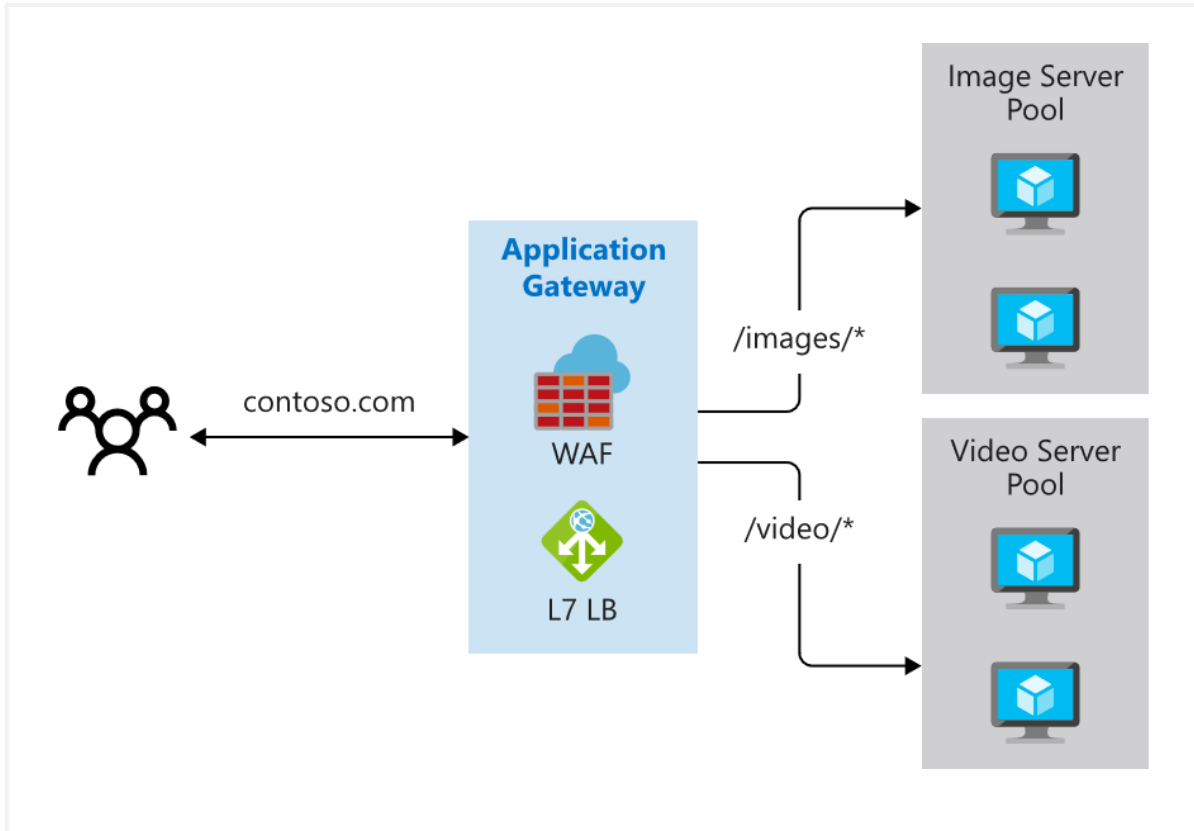 contoso.com
Application
Gateway
WAF
L7 LB
/images/*
/video/*
Image Server
Pool
Video Server
Pool